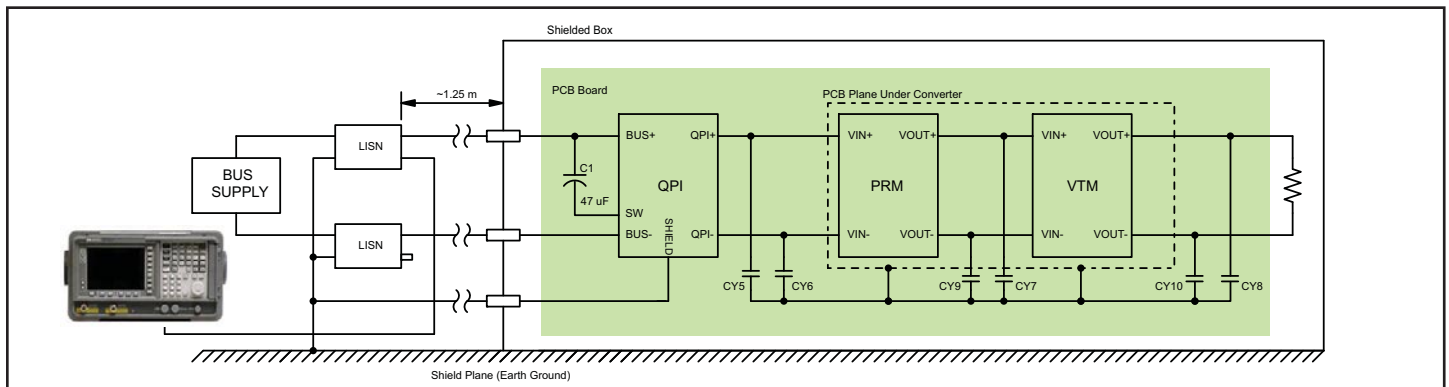 Shielded Box
~1.25 m
PCB Board
PCB Plane Under Converter
LISN
BUS+
QPI+
VIN+
VOUT+
VIN+
VOUT+
BUS
SUPPLY
C1
47 uF
QPI
PRM
VTM
SW
SHIELD
LISN
BUS-
QPI-
VIN-
VOUT-
VIN-
VOUT-
CY5
CY6
CY9
CY7
CY10
CY8
Shield Plane (Earth Ground)